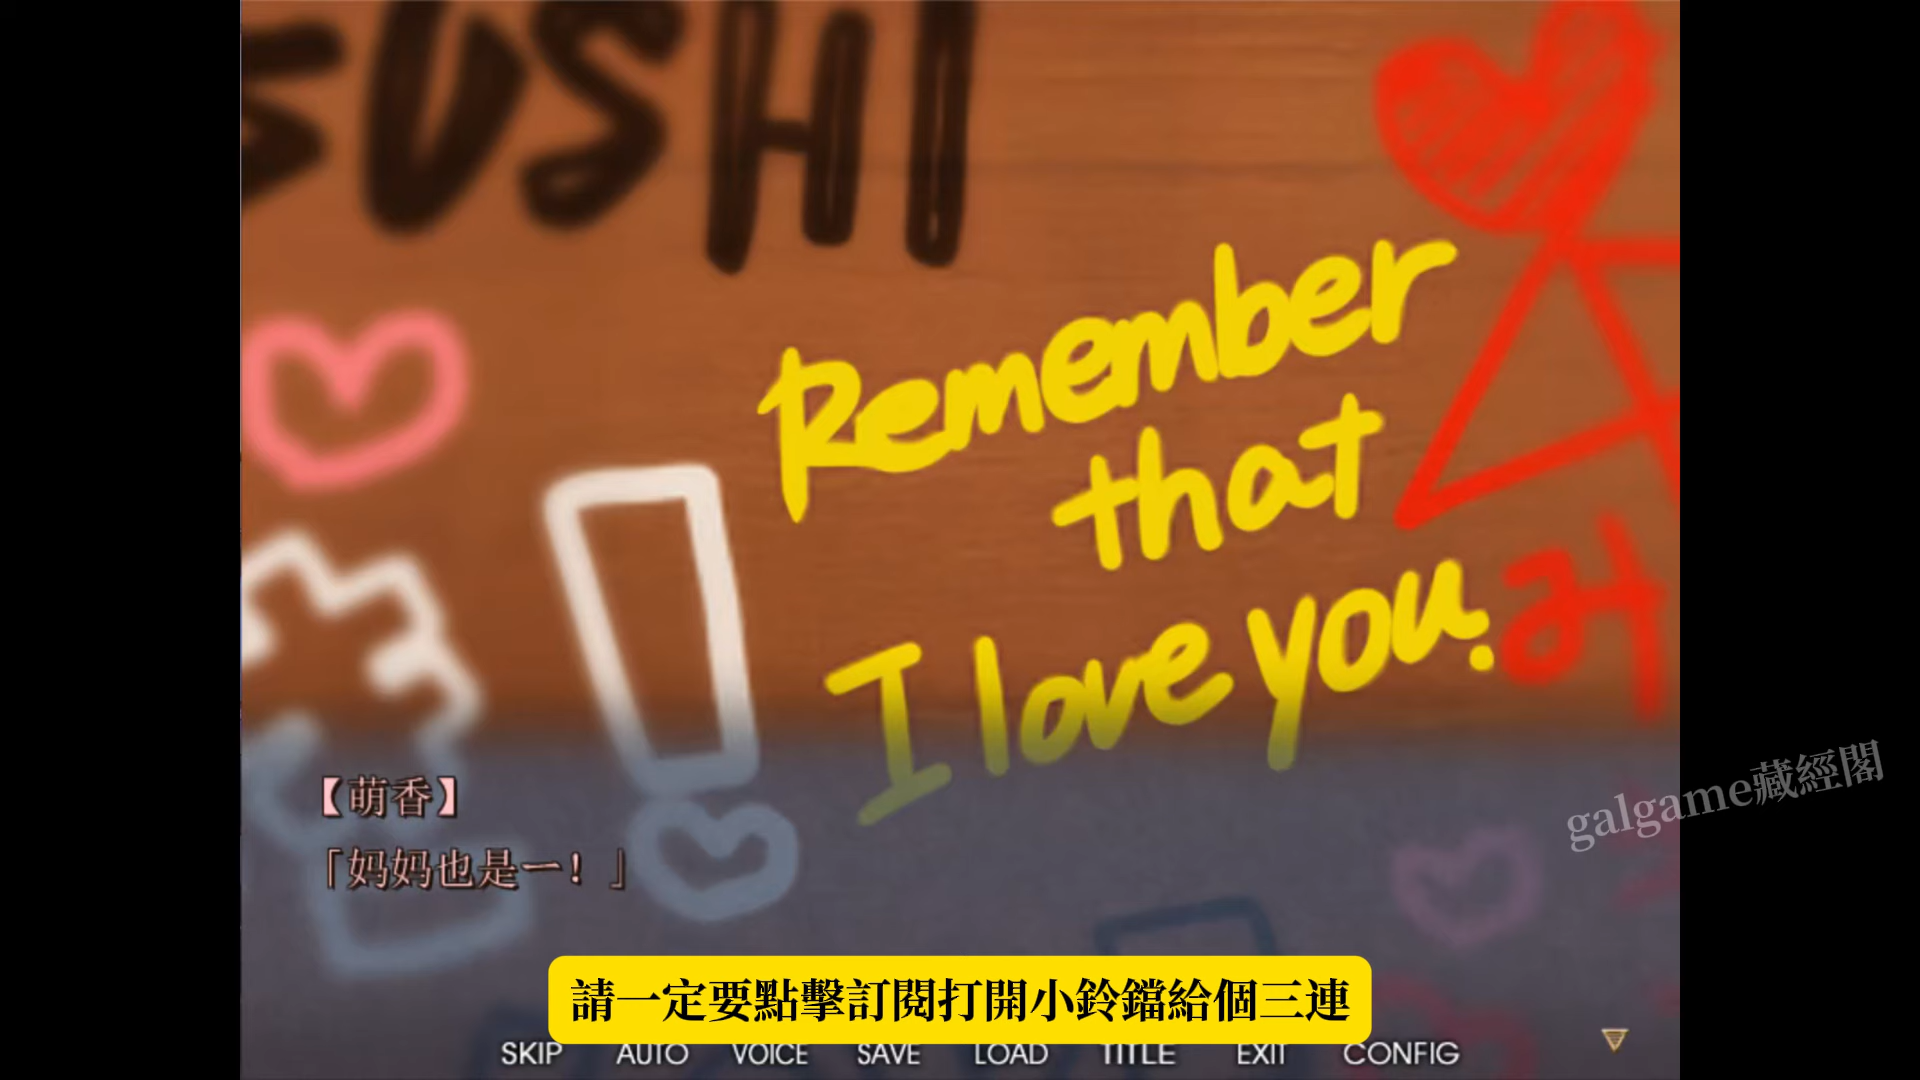 SUSHI
Remember
that
I love you.
み
galgame藏經閣
【萌香】
「妈妈也是一！」
請一定要點擊訂閱打開小鈴鐺給個三連
SKIP AUTO VOICE SAVE LOAD TITLE EXIT CONFIG